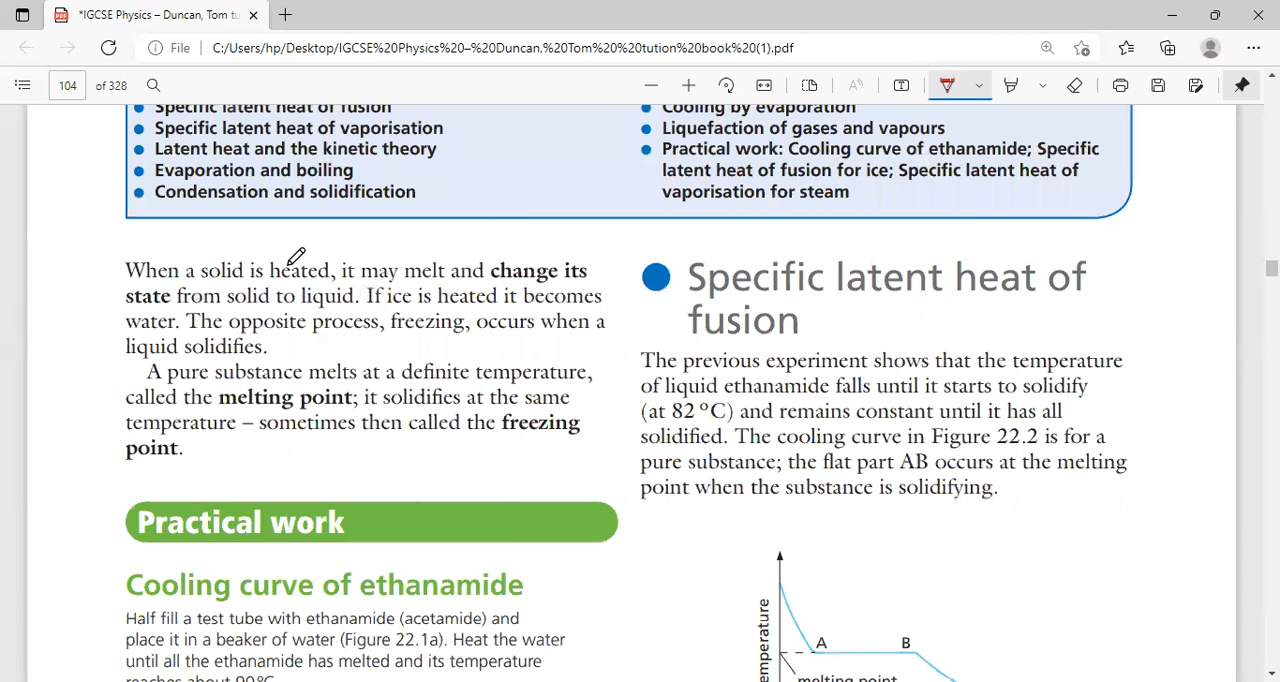 *IGCSE Physics – Duncan, Tom tu
File
C:/Users/hp/Desktop/IGCSE%20Physics%20–%20Duncan.%20Tom%20%20tution%20book%20(1).pdf
104 of 328
Specific latent heat of fusion
Specific latent heat of vaporisation
Latent heat and the kinetic theory
Evaporation and boiling
Condensation and solidification
Cooling by evaporation
Liquefaction of gases and vapours
Practical work: Cooling curve of ethanamide; Specific
latent heat of fusion for ice; Specific latent heat of
vaporisation for steam
When a solid is heated, it may melt and change its
state from solid to liquid. If ice is heated it becomes
water. The opposite process, freezing, occurs when a
liquid solidifies.
A pure substance melts at a definite temperature,
called the melting point; it solidifies at the same
temperature – sometimes then called the freezing
point.
Practical work
Cooling curve of ethanamide
Half fill a test tube with ethanamide (acetamide) and
place it in a beaker of water (Figure 22.1a). Heat the water
until all the ethanamide has melted and its temperature
reaches about 90°C.
Specific latent heat of
fusion
The previous experiment shows that the temperature
of liquid ethanamide falls until it starts to solidify
(at 82 °C) and remains constant until it has all
solidified. The cooling curve in Figure 22.2 is for a
pure substance; the flat part AB occurs at the melting
point when the substance is solidifying.
A
B
melting point